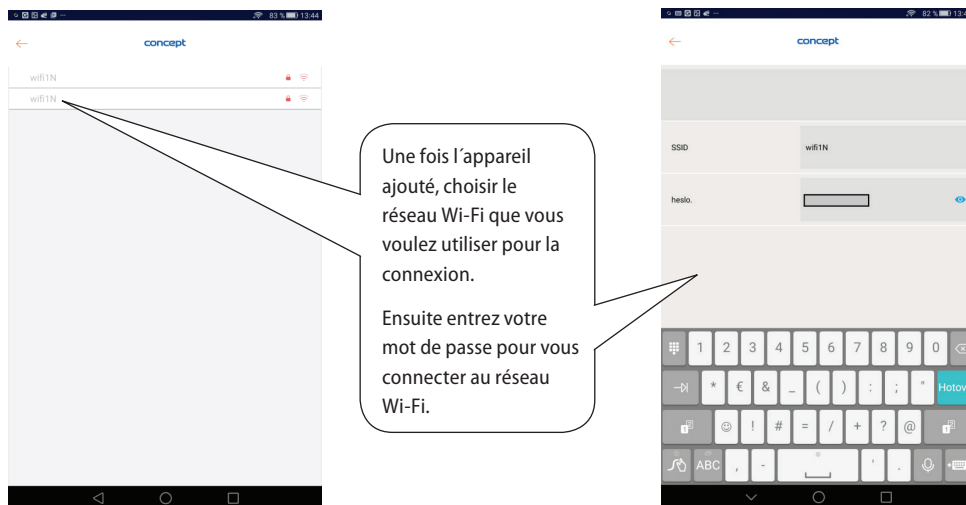 83 % 13:44
concept
wifi1N
wifi1N
Une fois l´appareil
ajouté, choisir le
réseau Wi-Fi que vous
voulez utiliser pour la
connexion.
Ensuite entrez votre
mot de passe pour vous
connecter au réseau
Wi-Fi.
82 %
concept
SSID wifi1N
heslo.
1 2 3 4 5 6 7 8 9 0
* € & _ ( ) : ; "
! # = / + ? @
ABC , - ' .